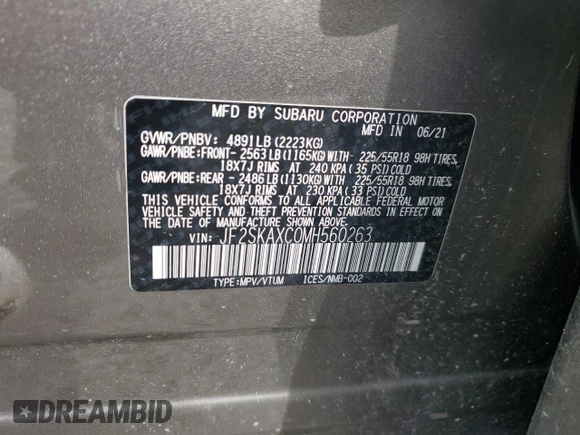 MFD BY SUBARU CORPORATION
MFD IN 06/21
GVWR/PNBV: 4891LB(2223KG)
GAWR/PNBE:FRONT- 2563LB(1165KG)WITH- 225/55R18 98H TIRES,
18X7J RIMS AT 240 KPA(35 PSI)COLD
GAWR/PNBE:REAR -2486LB(1130KG)WITH- 225/55R18 98H TIRES,
18X7J RIMS AT 230 KPA(33 PSI)COLD
THIS VEHICLE CONFORMS TO ALL APPLICABLE FEDERAL MOTOR
VEHICLE SAFETY AND BUMPER STANDARDS IN EFFECT ON THE
DATE OF MANUFACTURE SHOWN ABOVE.
VIN: JF2SKAXC0MH560263
TYPE:MPV/VTUM ICES/NMB-002
DREAMBID